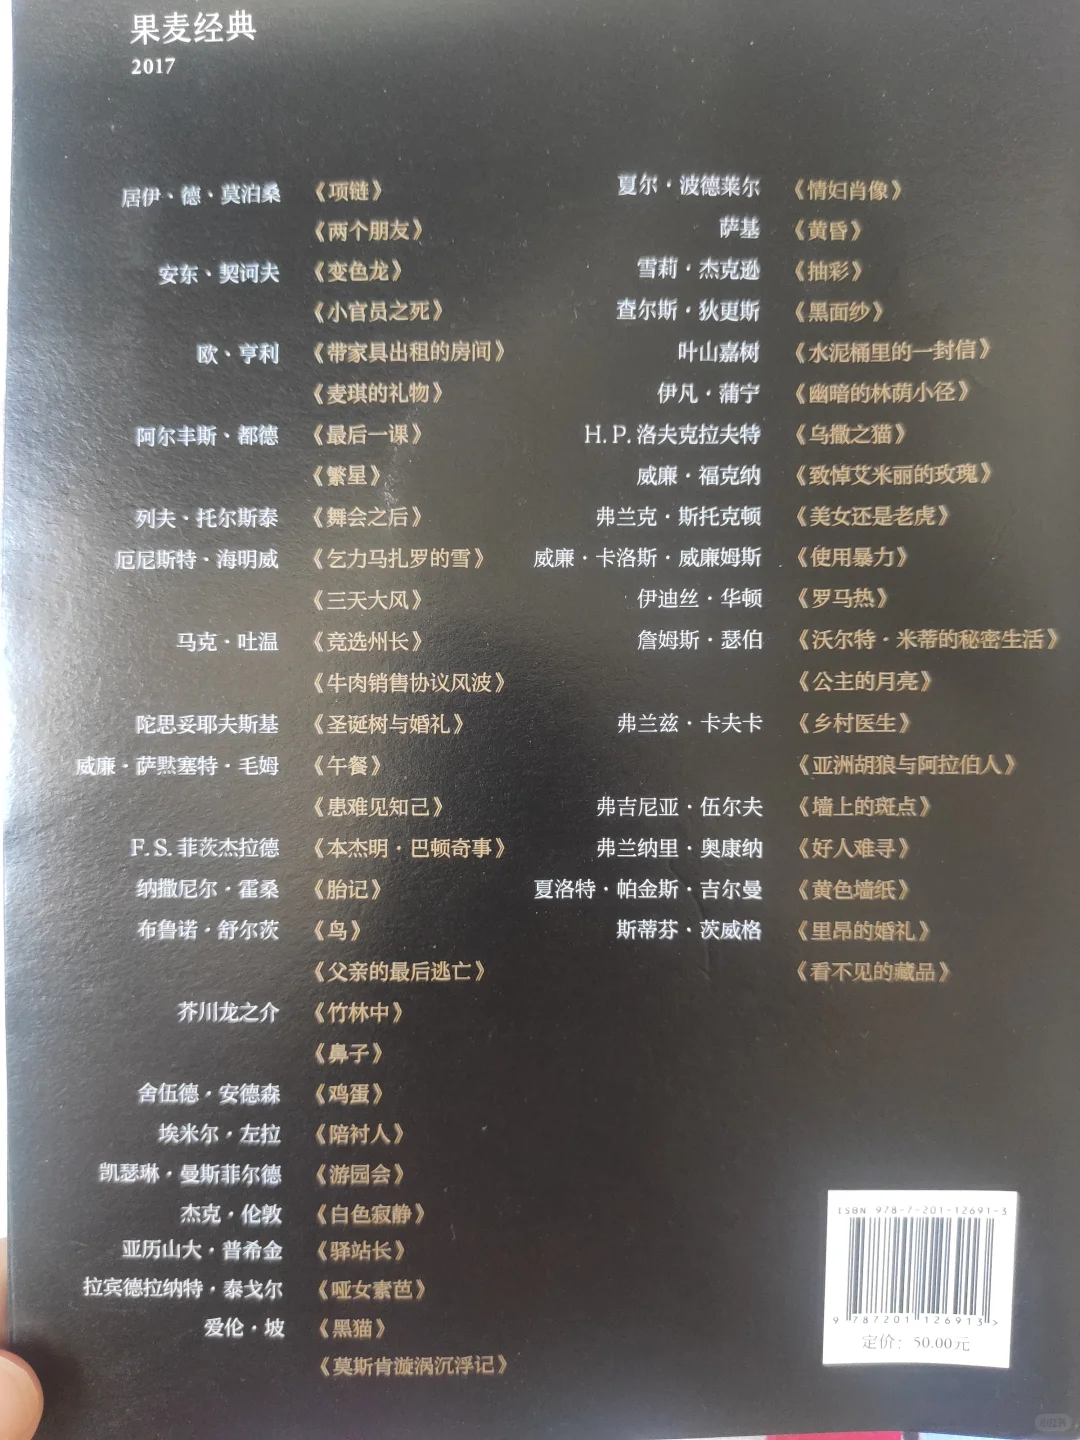 果麦经典
2017
居伊·德·莫泊桑 《项链》
《两个朋友》
安东·契诃夫 《变色龙》
《小官员之死》
欧·亨利 《带家具出租的房间》
《麦琪的礼物》
阿尔丰斯·都德 《最后一课》
《繁星》
列夫·托尔斯泰 《舞会之后》
厄尼斯特·海明威 《乞力马扎罗的雪》
《三天大风》
马克·吐温 《竞选州长》
《牛肉销售协议风波》
陀思妥耶夫斯基 《圣诞树与婚礼》
威廉·萨默塞特·毛姆 《午餐》
《患难见知己》
F.S.菲茨杰拉德 《本杰明·巴顿奇事》
纳撒尼尔·霍桑 《胎记》
布鲁诺·舒尔茨 《鸟》
《父亲的最后逃亡》
芥川龙之介 《竹林中》
《鼻子》
舍伍德·安德森 《鸡蛋》
埃米尔·左拉 《陪衬人》
凯瑟琳·曼斯菲尔德 《游园会》
杰克·伦敦 《白色寂静》
亚历山大·普希金 《驿站长》
拉宾德拉纳特·泰戈尔 《哑女素芭》
爱伦·坡 《黑猫》
《莫斯肯漩涡沉浮记》
夏尔·波德莱尔 《情妇肖像》
萨基 《黄昏》
雪莉·杰克逊 《抽彩》
查尔斯·狄更斯 《黑面纱》
叶山嘉树 《水泥桶里的一封信》
伊凡·蒲宁 《幽暗的林荫小径》
H.P.洛夫克拉夫特 《乌撒之猫》
威廉·福克纳 《致悼艾米丽的玫瑰》
弗兰克·斯托克顿 《美女还是老虎》
威廉·卡洛斯·威廉姆斯 《使用暴力》
伊迪丝·华顿 《罗马热》
詹姆斯·瑟伯 《沃尔特·米蒂的秘密生活》
《公主的月亮》
弗兰兹·卡夫卡 《乡村医生》
《亚洲胡狼与阿拉伯人》
弗吉尼亚·伍尔夫 《墙上的斑点》
弗兰纳里·奥康纳 《好人难寻》
夏洛特·帕金斯·吉尔曼 《黄色墙纸》
斯蒂芬·茨威格 《里昂的婚礼》
《看不见的藏品》
ISBN 978-7-201-12691-3
9 787201 126913 >
定价：50.00元